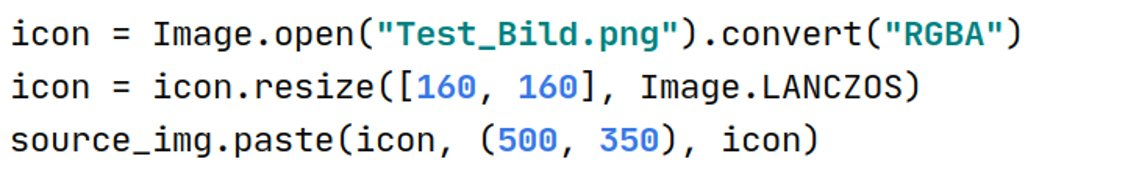 icon = Image.open("Test_Bild.png").convert("RGBA")
icon = icon.resize([160, 160], Image.LANCZOS)
source_img.paste(icon, (500, 350), icon)